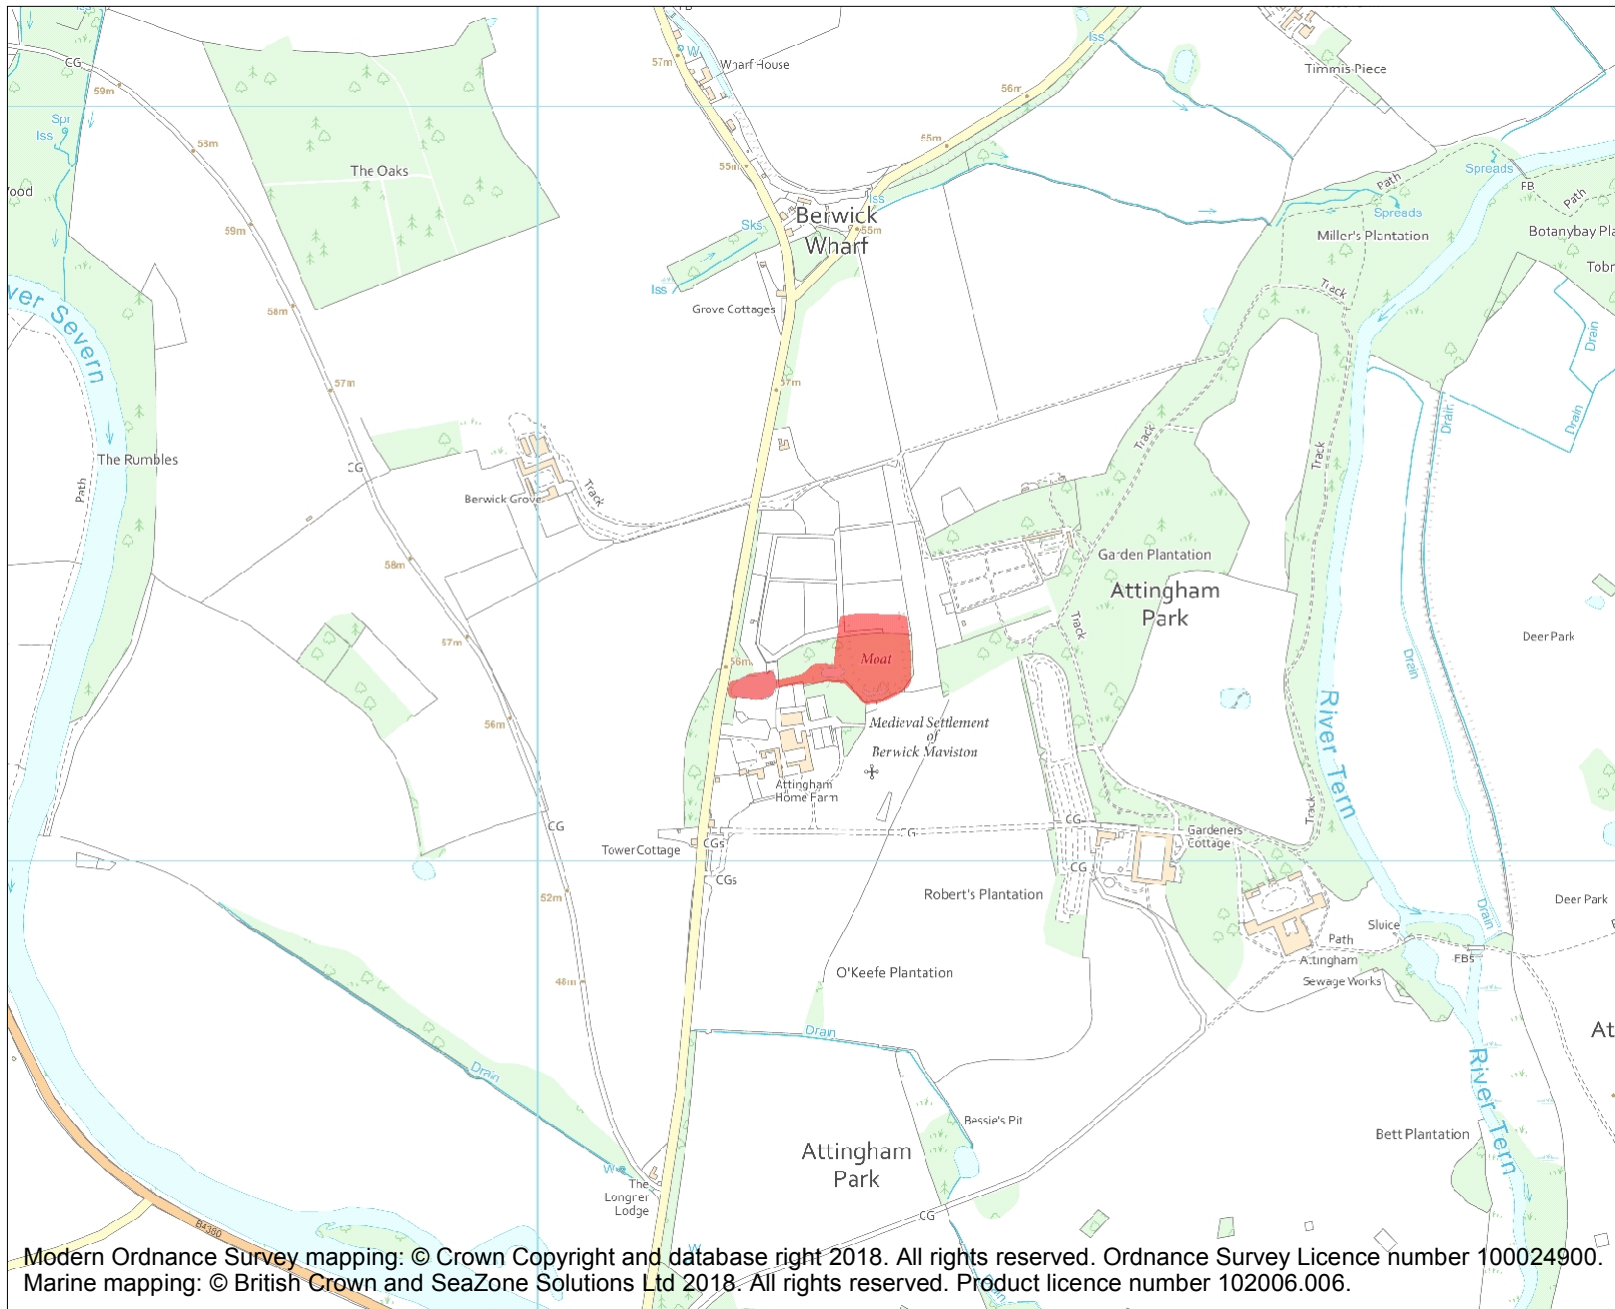 FB
Iss
CG
W
57m
Wharf House
Iss
Timmis Piece
59m
56m
Spr
Iss
58m
55m
The Oaks
55m
Spreads
Path
FB
Path
Iss
Spreads
59m
Sks
Berwick
Wharf
55m
Miller's Plantation
Botanybay Pla
Tobr
Iss
Track
58m
Grove Cottages
River Severn
Drain
57m
57m
Drain
Drain
Track
The Rumbles
CG
Track
Path
Berwick Grove
Track
58m
Garden Plantation
Attingham
Park
57m
Track
Deer Park
56m
Moat
Drain
56m
Medieval Settlement
of
Berwick Maviston
River Tern
Attingham
Home Farm
Track
CG
CG
CG
Gardeners
Cottage
Tower Cottage
CGs
CG
CGs
52m
Robert's Plantation
Deer Park
Drain
Sluice
Path
Attingham
FBs
O'Keefe Plantation
48m
Sewage Works
Drain
At
Drain
River Tern
Bessie's Pit
Bett Plantation
Attingham
Park
W
The
Longner
Lodge
CG
B4380
W
Drain
Modern Ordnance Survey mapping: © Crown Copyright and database right 2018. All rights reserved. Ordnance Survey Licence number 100024900.
Marine mapping: © British Crown and SeaZone Solutions Ltd 2018. All rights reserved. Product licence number 102006.006.